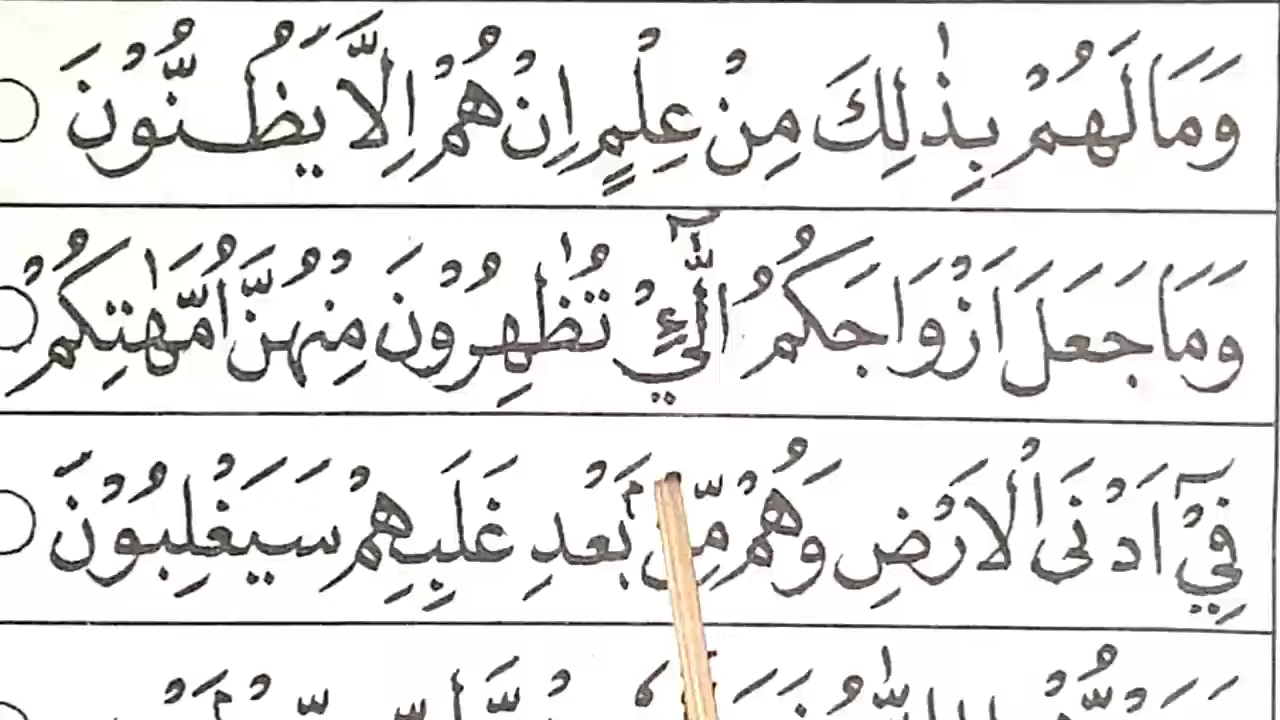 وَمَا لَهُمْ بِذٰلِكَ مِنْ عِلْمٍ اِنْ هُمْ اِلَّا يَظُنُّوْنَ
وَمَا جَعَلَ اَزْوَاجَكُمُ الّٰٓـِٔيْ تُظٰهِرُوْنَ مِنْهُنَّ اُمَّهٰتِكُمْ
فِيْٓ اَدْنَى الْاَرْضِ وَهُمْ مِّنْۢ بَعْدِ غَلَبِهِمْ سَيَغْلِبُوْنَ